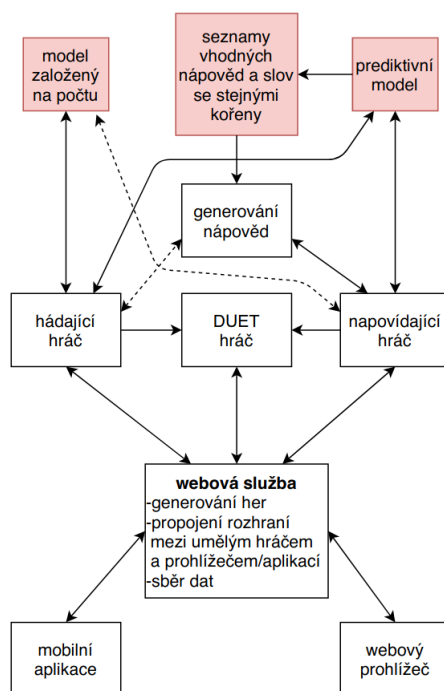 model
založený
na počtu
seznamy
vhodných
nápověd a slov
se stejnými
kořeny
prediktivní
model
generování
nápověd
hádající
hráč
DUET
hráč
napovídající
hráč
webová služba
-generování her
-propojení rozhraní
mezi umělým hráčem
a prohlížečem/aplikací
-sběr dat
mobilní
aplikace
webový
prohlížeč